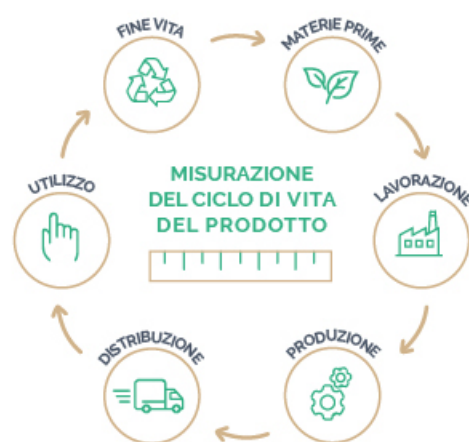 FINE VITA
MATERIE PRIME
UTILIZZO
MISURAZIONE
DEL CICLO DI VITA
DEL PRODOTTO
LAVORAZIONE
DISTRIBUZIONE
PRODUZIONE